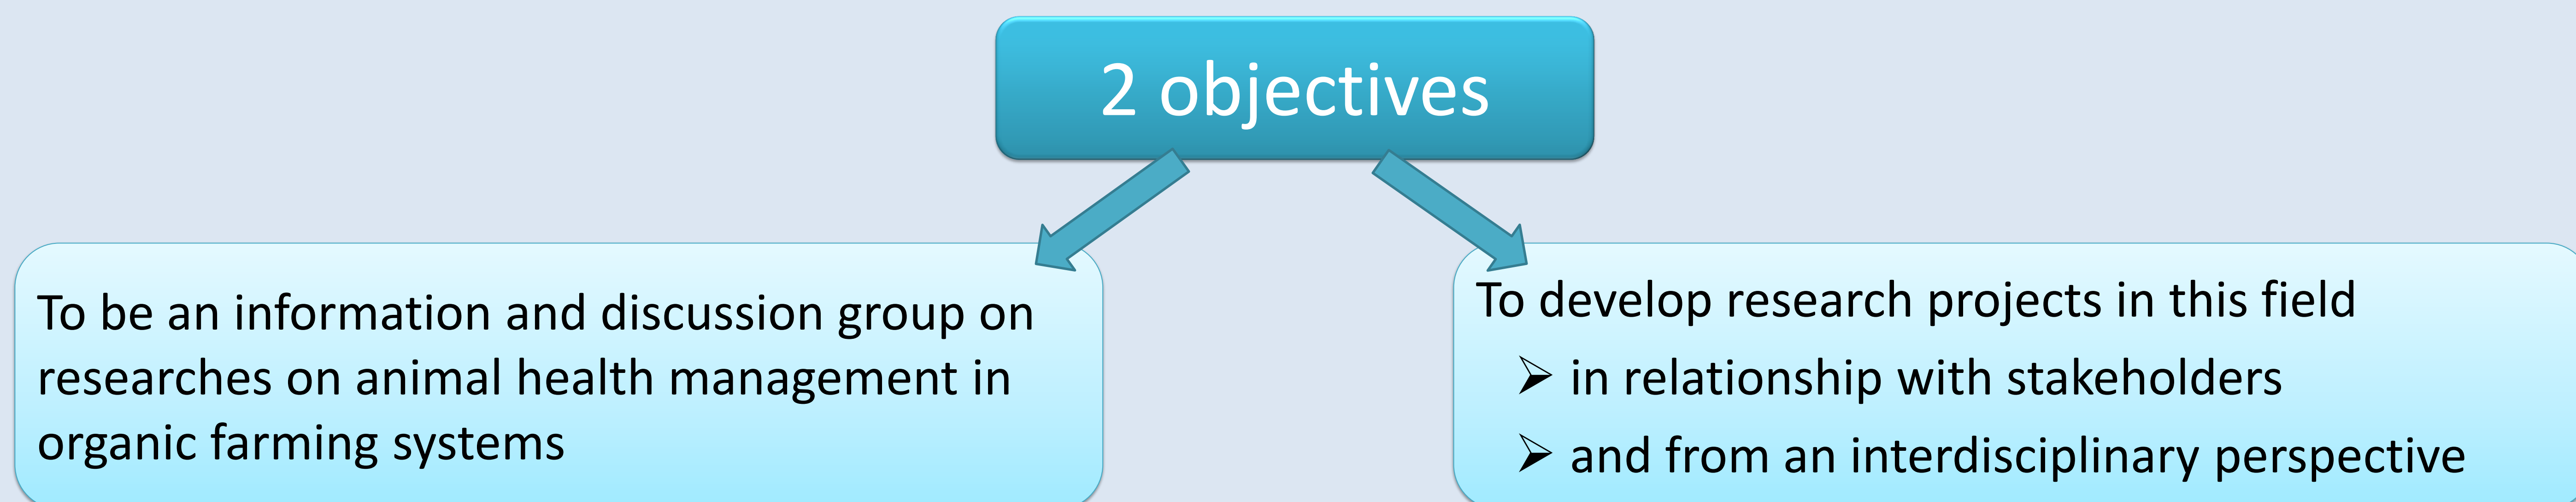 2 objectives
To be an information and discussion group on
researches on animal health management in
organic farming systems
To develop research projects in this field
➢ in relationship with stakeholders
➢ and from an interdisciplinary perspective